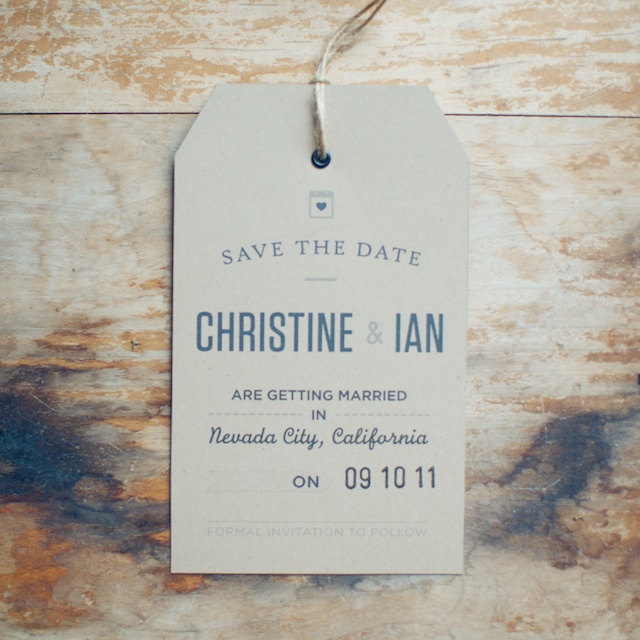 SAVE THE DATE
CHRISTINE & IAN
ARE GETTING MARRIED
IN
Nevada City, California
ON 09 10 11
FORMAL INVITATION TO FOLLOW